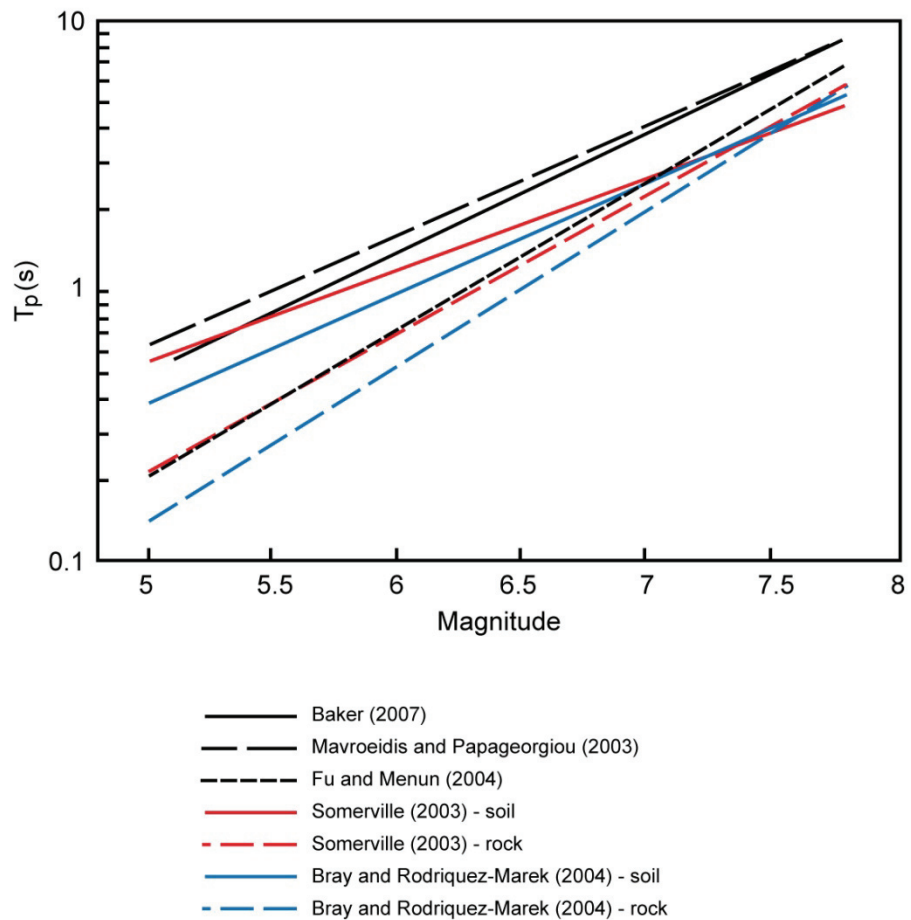 10
T_p(s)
1
0.1
5 5.5 6 6.5 7 7.5 8
Magnitude
Baker (2007)
Mavroeidis and Papageorgiou (2003)
Fu and Menun (2004)
Somerville (2003) - soil
Somerville (2003) - rock
Bray and Rodriquez-Marek (2004) - soil
Bray and Rodriquez-Marek (2004) - rock